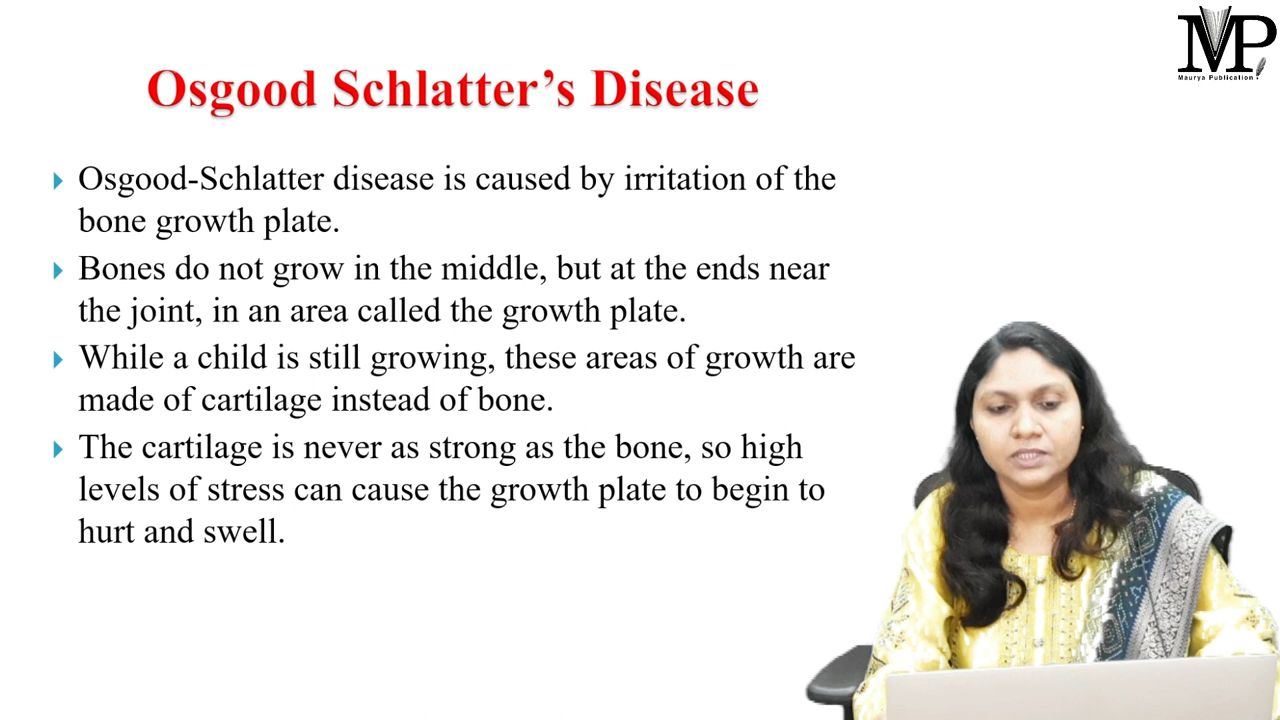 MP
Maurya Publication
Osgood Schlatter’s Disease
Osgood-Schlatter disease is caused by irritation of the
bone growth plate.
Bones do not grow in the middle, but at the ends near
the joint, in an area called the growth plate.
While a child is still growing, these areas of growth are
made of cartilage instead of bone.
The cartilage is never as strong as the bone, so high
levels of stress can cause the growth plate to begin to
hurt and swell.